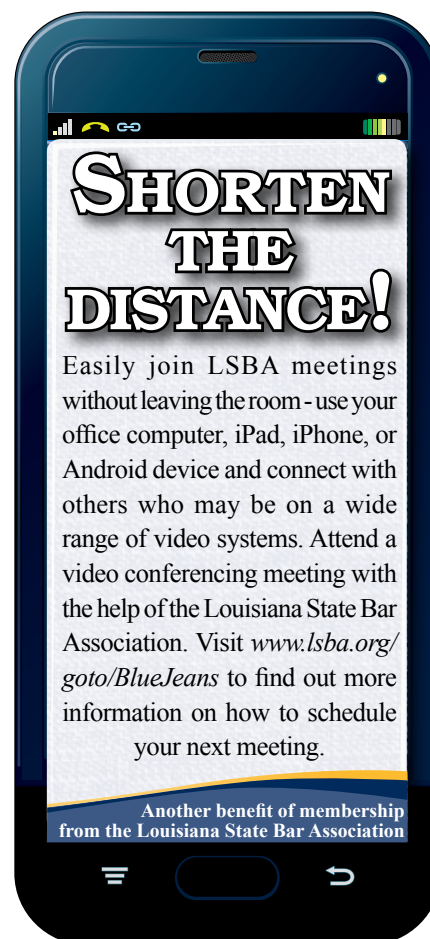 SHORTEN
THE
DISTANCE!
Easily join LSBA meetings
without leaving the room - use your
office computer, iPad, iPhone, or
Android device and connect with
others who may be on a wide
range of video systems. Attend a
video conferencing meeting with
the help of the Louisiana State Bar
Association. Visit www.lsba.org/
goto/BlueJeans to find out more
information on how to schedule
your next meeting.
Another benefit of membership
from the Louisiana State Bar Association